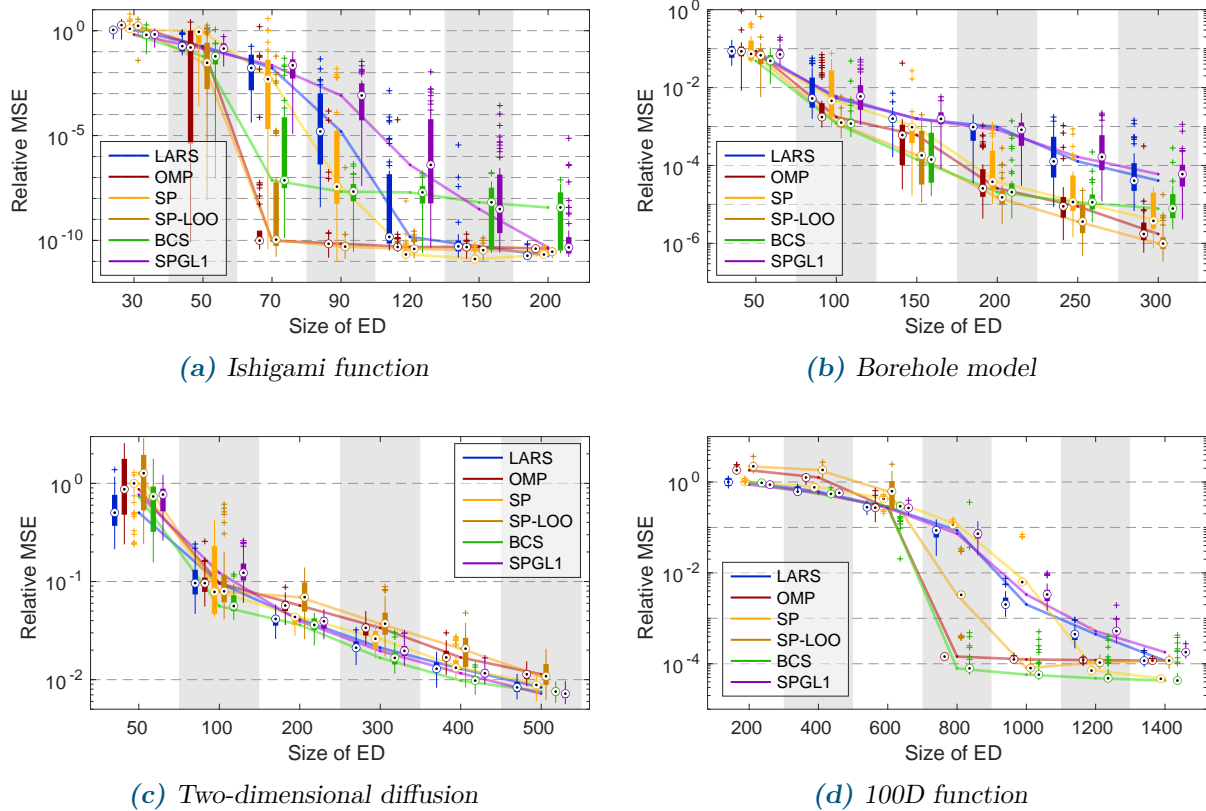 Relative MSE
10^0
10^-5
10^-10
LARS
OMP
SP
SP-LOO
BCS
SPGL1
30 50 70 90 120 150 200
Size of ED
(a) Ishigami function
Relative MSE
10^0
10^-2
10^-4
10^-6
LARS
OMP
SP
SP-LOO
BCS
SPGL1
50 100 150 200 250 300
Size of ED
(b) Borehole model
Relative MSE
10^0
10^-1
10^-2
LARS
OMP
SP
SP-LOO
BCS
SPGL1
50 100 200 300 400 500
Size of ED
(c) Two-dimensional diffusion
Relative MSE
10^0
10^-2
10^-4
LARS
OMP
SP
SP-LOO
BCS
SPGL1
200 400 600 800 1000 1200 1400
Size of ED
(d) 100D function